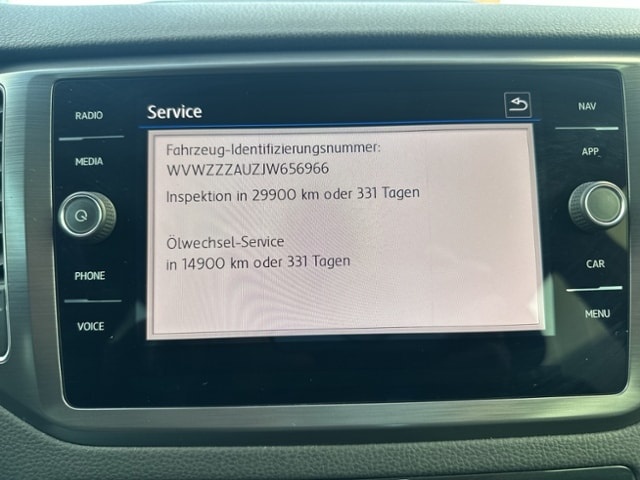 Service
RADIO
MEDIA
PHONE
VOICE
Fahrzeug-Identifizierungsnummer:
WVWZZZAUZJW656966
Inspektion in 29900 km oder 331 Tagen
Ölwechsel-Service
in 14900 km oder 331 Tagen
NAV
APP
CAR
MENU